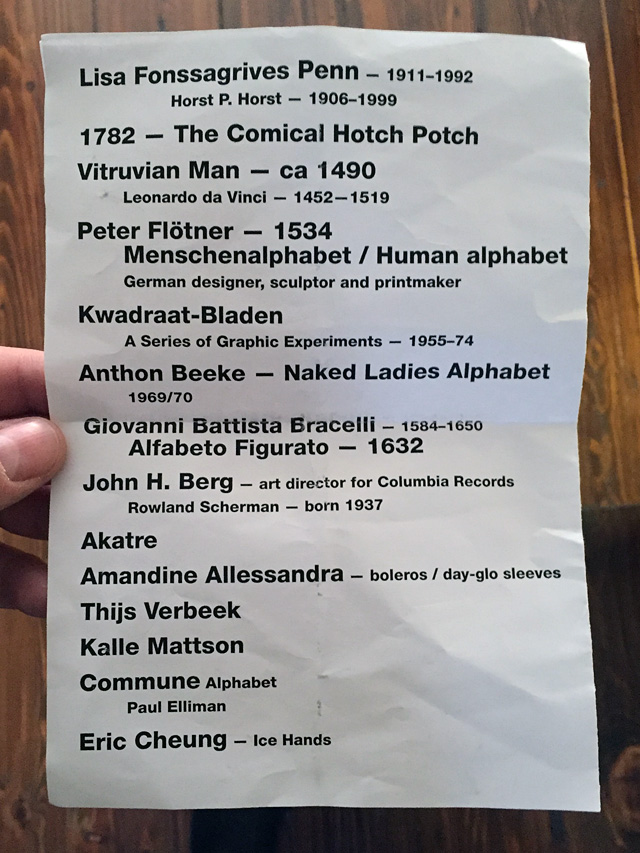 Lisa Fonssagrives Penn — 1911–1992
Horst P. Horst — 1906–1999
1782 — The Comical Hotch Potch
Vitruvian Man — ca 1490
Leonardo da Vinci — 1452—1519
Peter Flötner — 1534
Menschenalphabet / Human alphabet
German designer, sculptor and printmaker
Kwadraat-Bladen
A Series of Graphic Experiments — 1955–74
Anthon Beeke — Naked Ladies Alphabet
1969/70
Giovanni Battista Bracelli — 1584–1650
Alfabeto Figurato — 1632
John H. Berg — art director for Columbia Records
Rowland Scherman — born 1937
Akatre
Amandine Allessandra — boleros / day-glo sleeves
Thijs Verbeek
Kalle Mattson
Commune Alphabet
Paul Elliman
Eric Cheung — Ice Hands